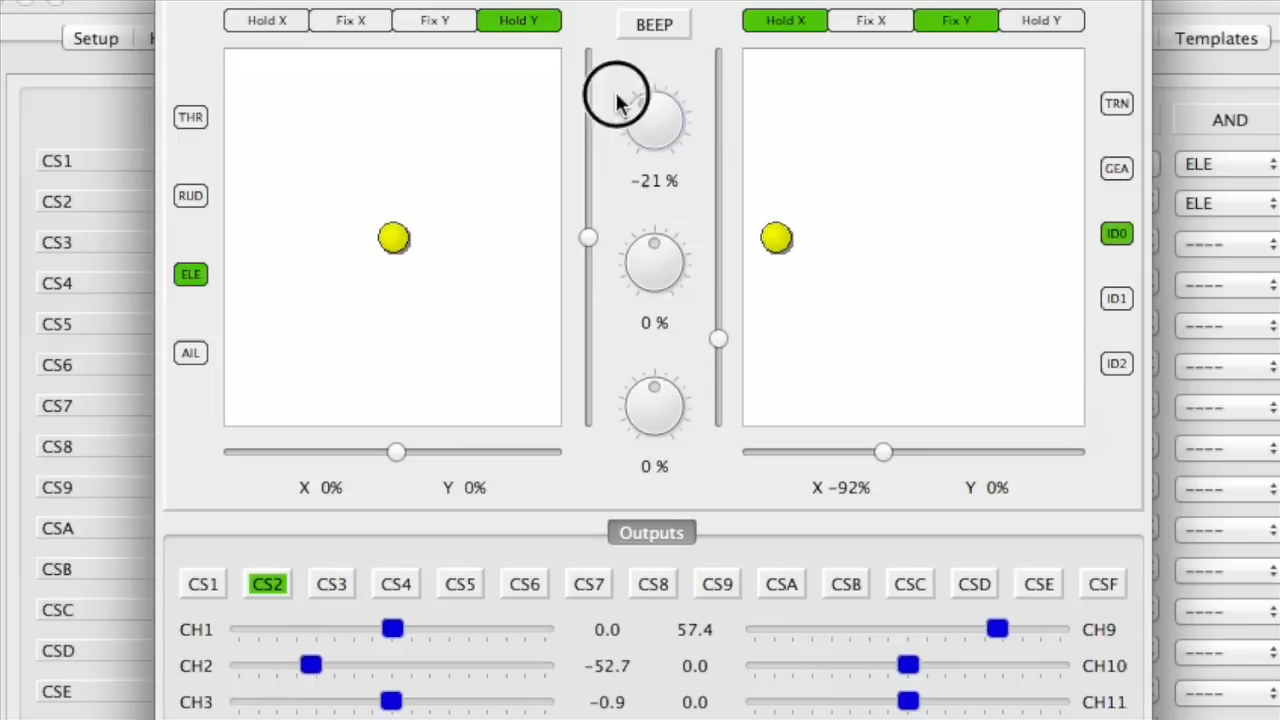 Hold X Fix X Fix Y Hold Y BEEP Hold X Fix X Fix Y Hold Y
Setup Templates
THR TRN
AND
CS1 ELE
-21 % GEA
CS2 RUD ELE
CS3 ID0 ----
CS4 ELE ----
ID1
CS5 0 % ----
CS6 AIL ID2 ----
CS7 ----
CS8 ----
0 %
CS9 X 0% Y 0% X -92% Y 0% ----
CSA Outputs ----
CSB ----
CS1 CS2 CS3 CS4 CS5 CS6 CS7 CS8 CS9 CSA CSB CSC CSD CSE CSF
CSC ----
CH1 0.0 57.4 CH9
CSD ----
CH2 -52.7 0.0 CH10
CSE ----
CH3 -0.9 0.0 CH11